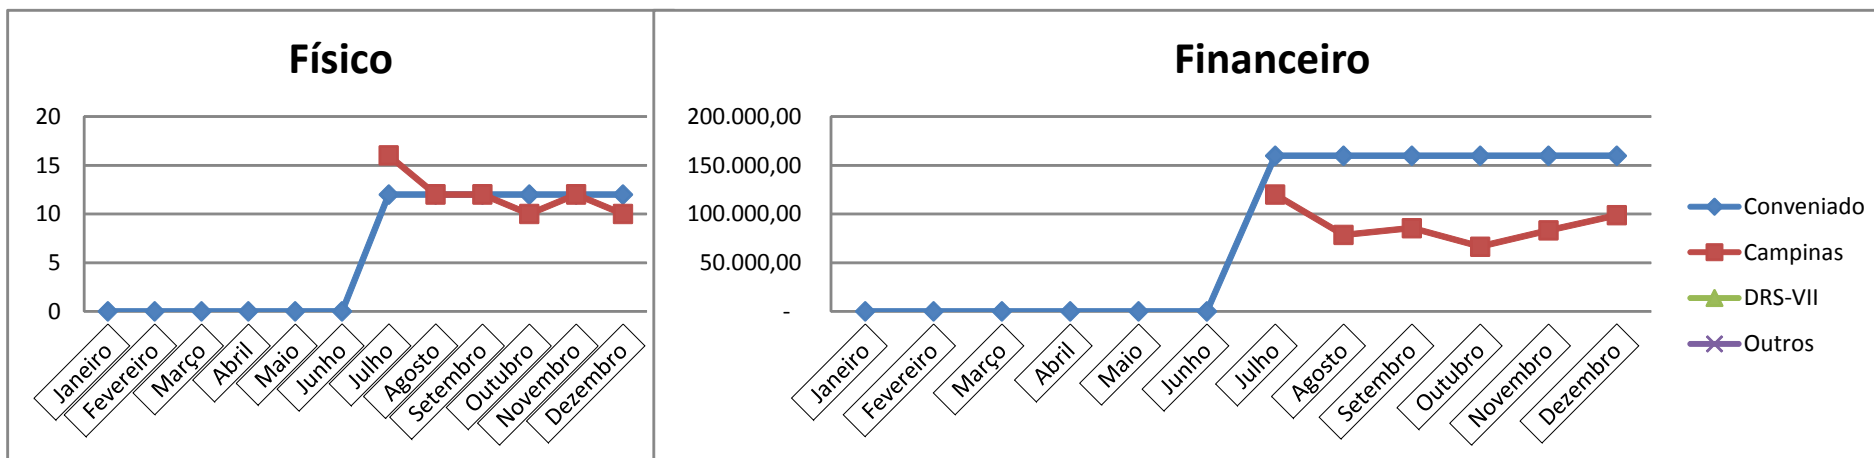 Físico
20
15
10
5
0
Janeiro
Fevereiro
Março
Abril
Maio
Junho
Julho
Agosto
Setembro
Outubro
Novembro
Dezembro
Financeiro
200.000,00
150.000,00
100.000,00
50.000,00
-
Janeiro
Fevereiro
Março
Abril
Maio
Junho
Julho
Agosto
Setembro
Outubro
Novembro
Dezembro
Conveniado
Campinas
DRS-VII
Outros